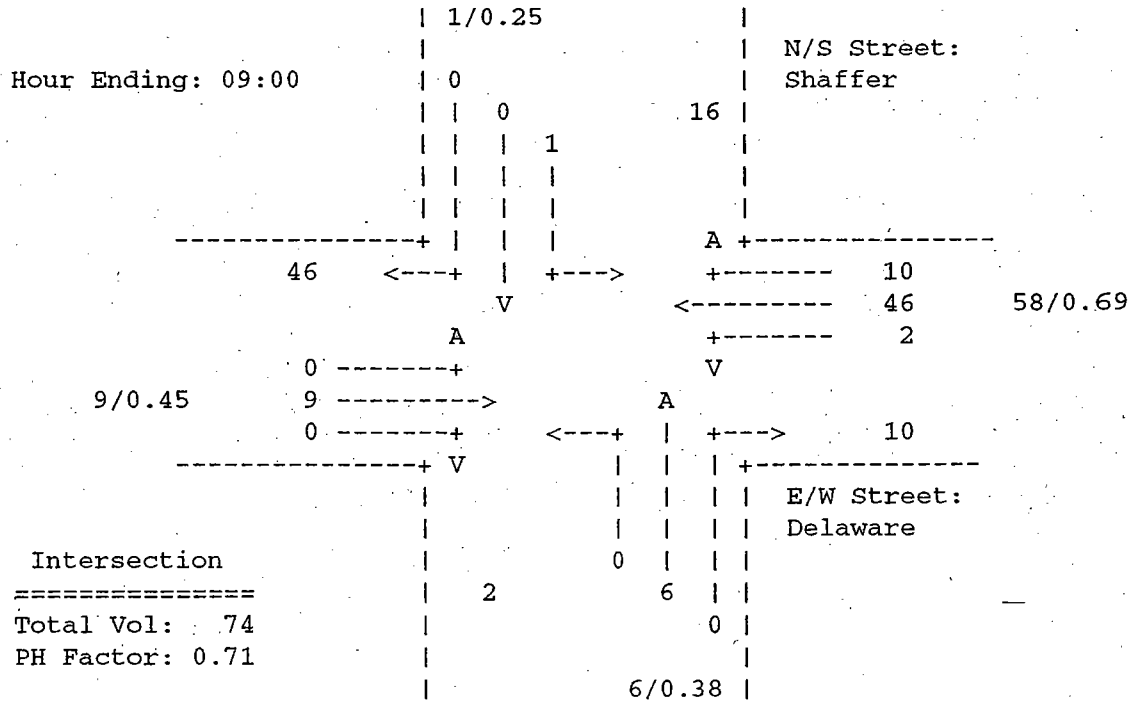 | 1/0.25 |
| | N/S Street:
Hour Ending: 09:00 | 0 | Shaffer
| | 0 16 |
| | | 1 |
| | | | |
| | | | |
---------------+ | | | A +---------------
46 <---+ | +---> +------- 10
V <--------- 46 58/0.69
A +------- 2
0 -------+ V
9/0.45 9 ---------> A
0 -------+ <---+ | +---> 10
---------------+ V | | | +--------------
| | | | | E/W Street:
| | | | | Delaware
Intersection | 0 | | |
=============== | 2 6 | |
Total Vol: 74 | 0 |
PH Factor: 0.71 | |
| 6/0.38 |